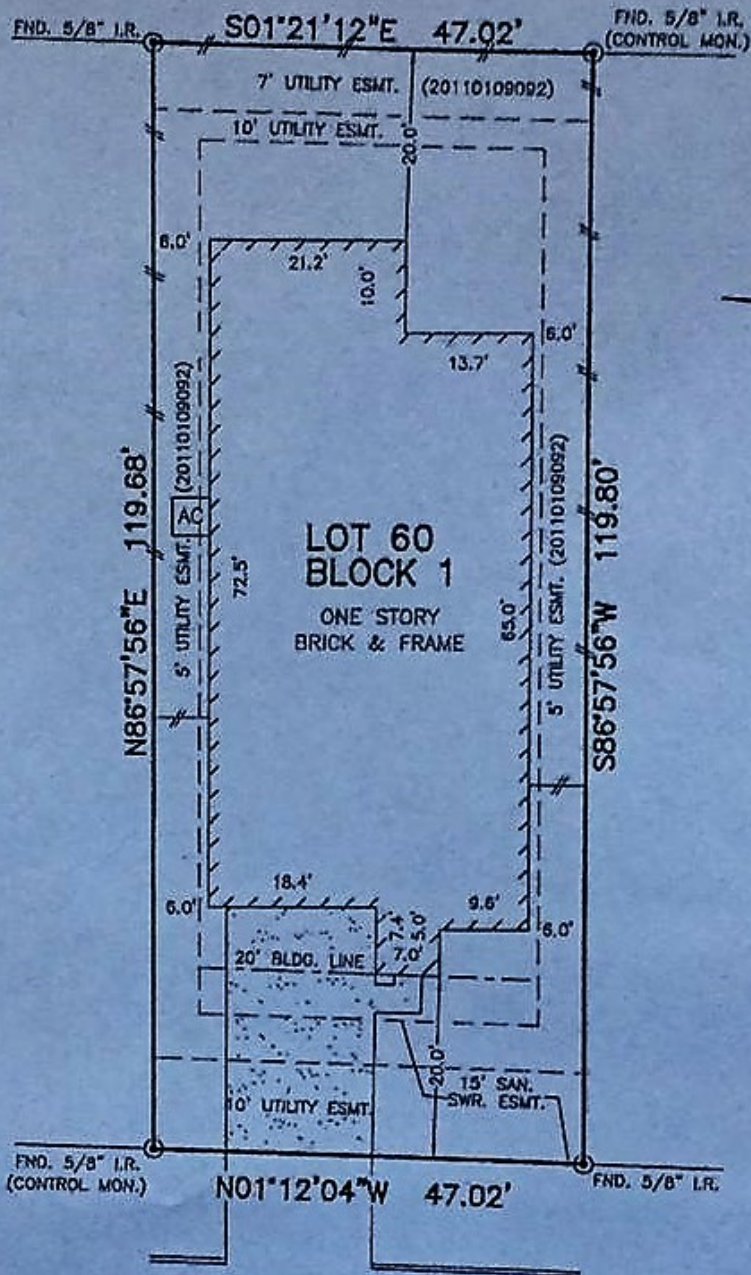 FND. 5/8" I.R.
S01°21'12"E 47.02'
FND. 5/8" I.R.
(CONTROL MON.)
7' UTILITY ESMT. (20110109092)
10' UTILITY ESMT.
20.0'
6.0'
21.2'
10.0'
6.0'
13.7'
N86°57'56"E 119.68'
5' UTILITY ESMT. (20110109092)
AC
72.5'
LOT 60
BLOCK 1
ONE STORY
BRICK & FRAME
65.0'
5' UTILITY ESMT. (20110109092)
S86°57'56"W 119.80'
18.4'
6.0'
9.6'
6.0'
7.4'
5.0'
7.0'
20' BLDG. LINE
20.0'
15' SAN.
SWR. ESMT.
10' UTILITY ESMT.
FND. 5/8" I.R.
(CONTROL MON.)
N01°12'04"W 47.02'
FND. 5/8" I.R.